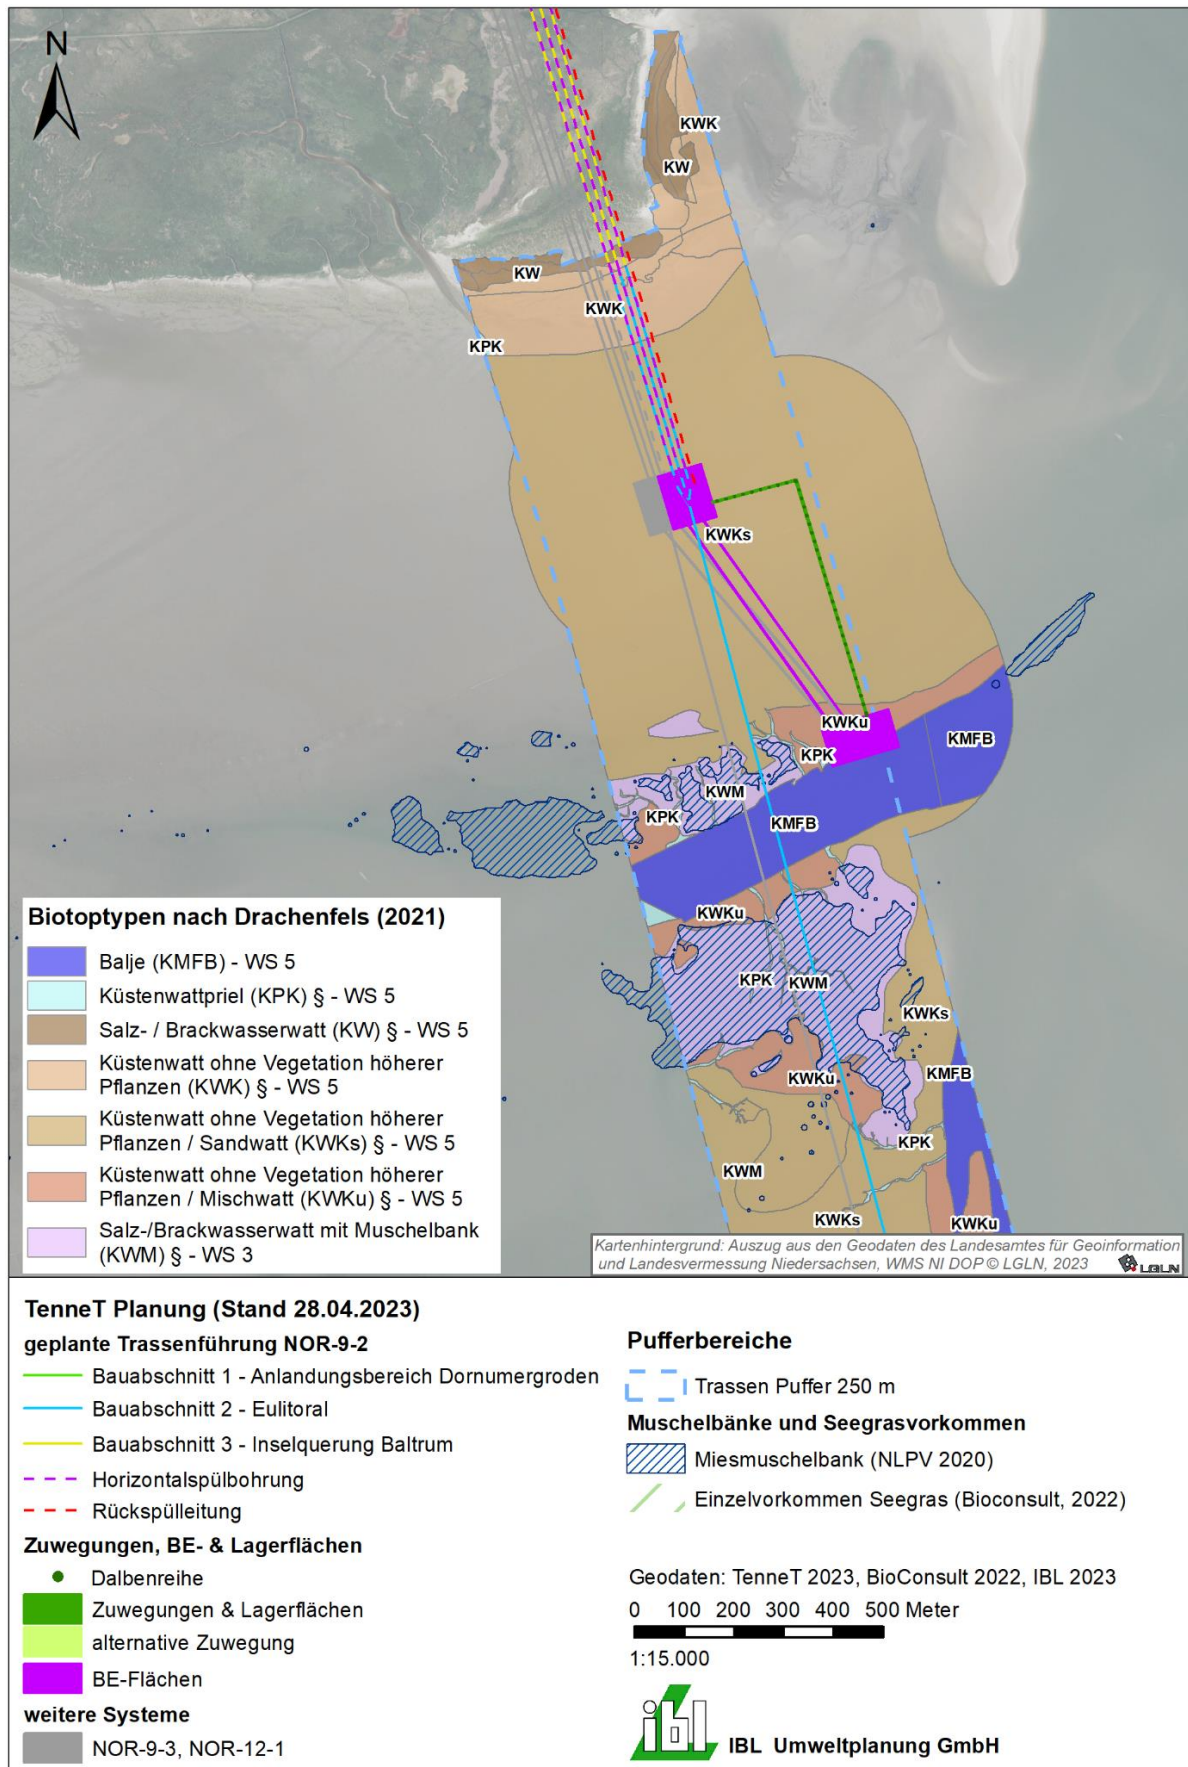 N
KWK
KW
KW
KWK
KPK
KWKs
KWKu
KMFB
KPK
KWM
KPK
KMFB
KWKu
KPK
KWM
KWKs
KMFB
KWKu
KPK
KWM
KWKs
KWKu
Biotoptypen nach Drachenfels (2021)
Balje (KMFB) - WS 5
Küstenwattpriel (KPK) § - WS 5
Salz- / Brackwasserwatt (KW) § - WS 5
Küstenwatt ohne Vegetation höherer
Pflanzen (KWK) § - WS 5
Küstenwatt ohne Vegetation höherer
Pflanzen / Sandwatt (KWKs) § - WS 5
Küstenwatt ohne Vegetation höherer
Pflanzen / Mischwatt (KWKu) § - WS 5
Salz-/Brackwasserwatt mit Muschelbank
(KWM) § - WS 3
Kartenhintergrund: Auszug aus den Geodaten des Landesamtes für Geoinformation
und Landesvermessung Niedersachsen, WMS NI DOP © LGLN, 2023
LGLN
TenneT Planung (Stand 28.04.2023)
geplante Trassenführung NOR-9-2
Bauabschnitt 1 - Anlandungsbereich Dornumergroden
Bauabschnitt 2 - Eulitoral
Bauabschnitt 3 - Inselquerung Baltrum
Horizontalspülbohrung
Rückspülleitung
Zuwegungen, BE- & Lagerflächen
Dalbenreihe
Zuwegungen & Lagerflächen
alternative Zuwegung
BE-Flächen
weitere Systeme
NOR-9-3, NOR-12-1
Pufferbereiche
Trassen Puffer 250 m
Muschelbänke und Seegrasvorkommen
Miesmuschelbank (NLPV 2020)
Einzelvorkommen Seegras (Bioconsult, 2022)
Geodaten: TenneT 2023, BioConsult 2022, IBL 2023
0 100 200 300 400 500 Meter
1:15.000
ibl
IBL Umweltplanung GmbH